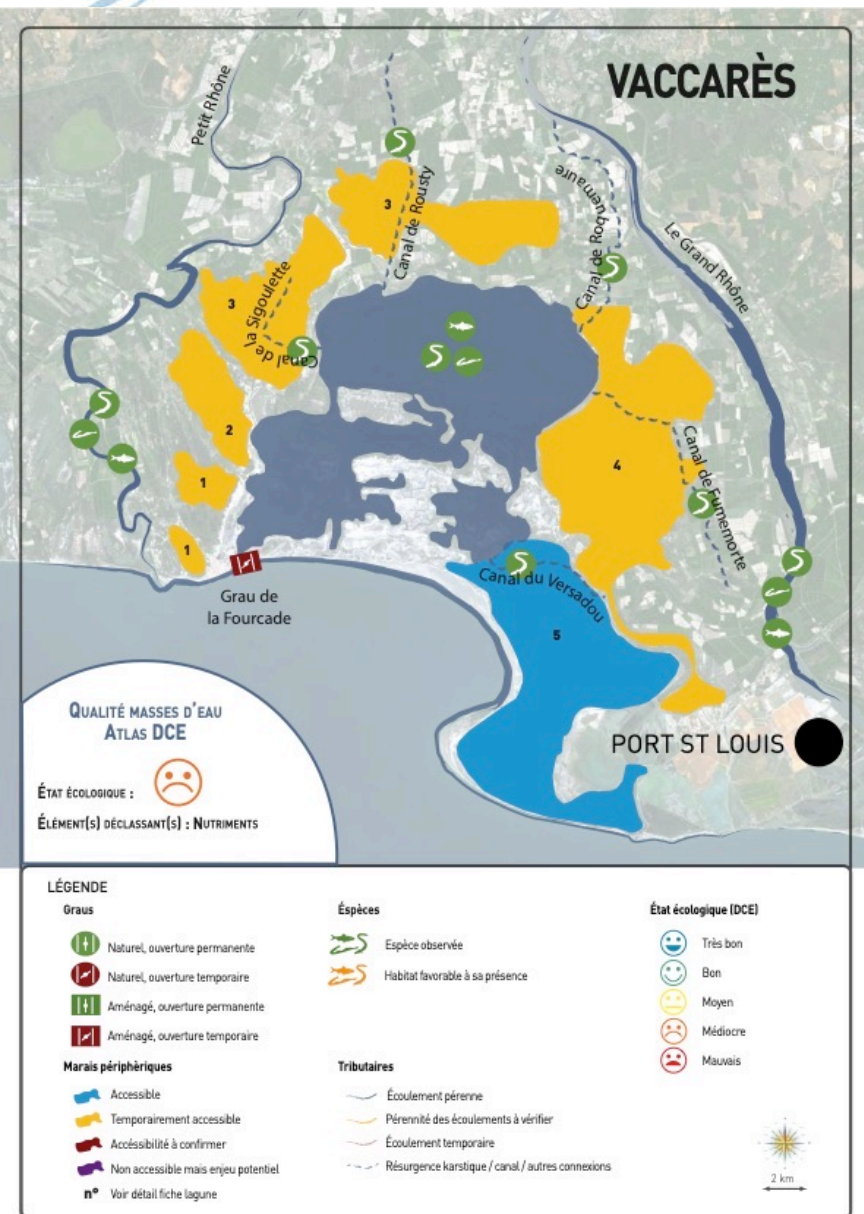 VACCARÈS
Petit Rhône
Canal de Rousty
Canal de Roquemaure
Le Grand Rhône
3
3
Canal de la Sigoulette
2
4
Canal de Fumemorte
1
1
Grau de
la Fourcade
Canal du Versadou
5
PORT ST LOUIS
QUALITÉ MASSES D'EAU
ATLAS DCE
ÉTAT ÉCOLOGIQUE :
ÉLÉMENT(S) DÉCLASSANT(S) : NUTRIMENTS
LÉGENDE
Graus
Naturel, ouverture permanente
Naturel, ouverture temporaire
Aménagé, ouverture permanente
Aménagé, ouverture temporaire
Marais périphèriques
Accessible
Temporairement accessible
Accéssibilité à confirmer
Non accessible mais enjeu potentiel
n° Voir détail fiche lagune
Éspèces
Espèce observée
Habitat favorable à sa présence
Tributaires
Écoulement pérenne
Pérennité des écoulements à vérifier
Écoulement temporaire
Résurgence karstique / canal / autres connexions
État écologique (DCE)
Très bon
Bon
Moyen
Médiocre
Mauvais
2 km